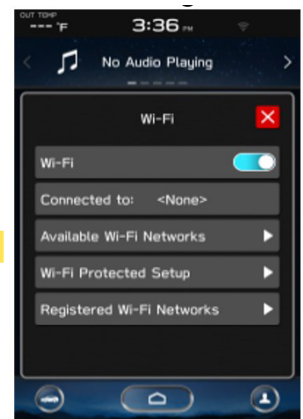 OUT TEMP
--- °F
3:36 PM
No Audio Playing
Wi-Fi
Wi-Fi
Connected to: <None>
Available Wi-Fi Networks
Wi-Fi Protected Setup
Registered Wi-Fi Networks